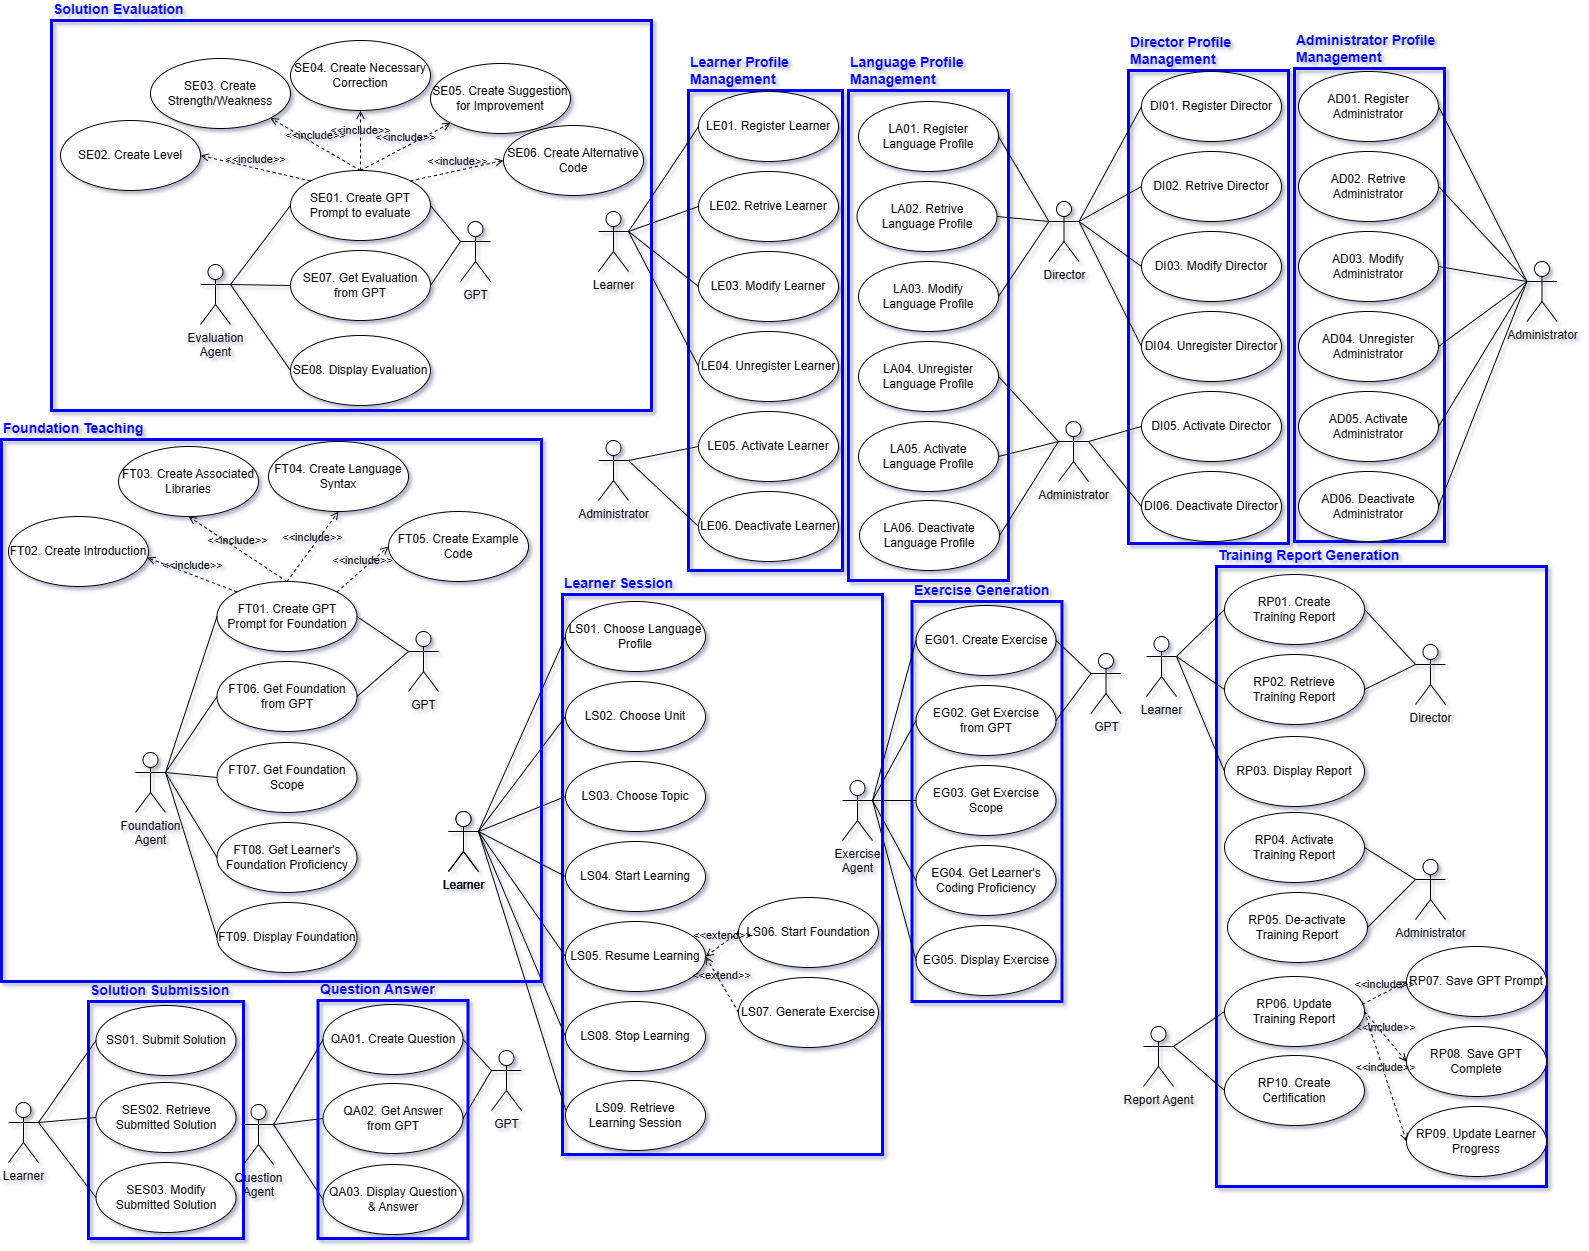 Solution Evaluation
SE03. Create
Strength/Weakness
SE04. Create Necessary
Correction
SE05. Create Suggestion
for Improvement
SE02. Create Level
SE06. Create Alternative
Code
<<include>>
<<include>>
<<include>>
<<include>>
<<include>>
SE01. Create GPT
Prompt to evaluate
SE07. Get Evaluation
from GPT
SE08. Display Evaluation
Evaluation
Agent
GPT
Learner Profile
Management
LE01. Register Learner
LE02. Retrive Learner
LE03. Modify Learner
LE04. Unregister Learner
LE05. Activate Learner
LE06. Deactivate Learner
Learner
Administrator
Language Profile
Management
LA01. Register
Language Profile
LA02. Retrive
Language Profile
LA03. Modify
Language Profile
LA04. Unregister
Language Profile
LA05. Activate
Language Profile
LA06. Deactivate
Language Profile
Director
Administrator
Director Profile
Management
DI01. Register Director
DI02. Retrive Director
DI03. Modify Director
DI04. Unregister Director
DI05. Activate Director
DI06. Deactivate Director
Administrator Profile
Management
AD01. Register
Administrator
AD02. Retrive
Administrator
AD03. Modify
Administrator
AD04. Unregister
Administrator
AD05. Activate
Administrator
AD06. Deactivate
Administrator
Administrator
Foundation Teaching
FT03. Create Associated
Libraries
FT04. Create Language
Syntax
FT02. Create Introduction
FT05. Create Example
Code
<<include>>
<<include>>
<<include>>
<<include>>
FT01. Create GPT
Prompt for Foundation
FT06. Get Foundation
from GPT
FT07. Get Foundation
Scope
FT08. Get Learner's
Foundation Proficiency
FT09. Display Foundation
Foundation
Agent
GPT
Learner Session
LS01. Choose Language
Profile
LS02. Choose Unit
LS03. Choose Topic
LS04. Start Learning
LS05. Resume Learning
<<extend>>
<<extend>>
LS06. Start Foundation
LS07. Generate Exercise
LS08. Stop Learning
LS09. Retrieve
Learning Session
Learner
Exercise Generation
EG01. Create Exercise
EG02. Get Exercise
from GPT
EG03. Get Exercise
Scope
EG04. Get Learner's
Coding Proficiency
EG05. Display Exercise
Exercise
Agent
GPT
Training Report Generation
RP01. Create
Training Report
RP02. Retrieve
Training Report
RP03. Display Report
RP04. Activate
Training Report
RP05. De-activate
Training Report
RP06. Update
Training Report
<<include>>
<<include>>
<<include>>
RP07. Save GPT Prompt
RP08. Save GPT
Complete
RP09. Update Learner
Progress
RP10. Create
Certification
Learner
Director
Administrator
Report Agent
Solution Submission
SS01. Submit Solution
SES02. Retrieve
Submitted Solution
SES03. Modify
Submitted Solution
Learner
Question Answer
QA01. Create Question
QA02. Get Answer
from GPT
QA03. Display Question
& Answer
Question
Agent
GPT